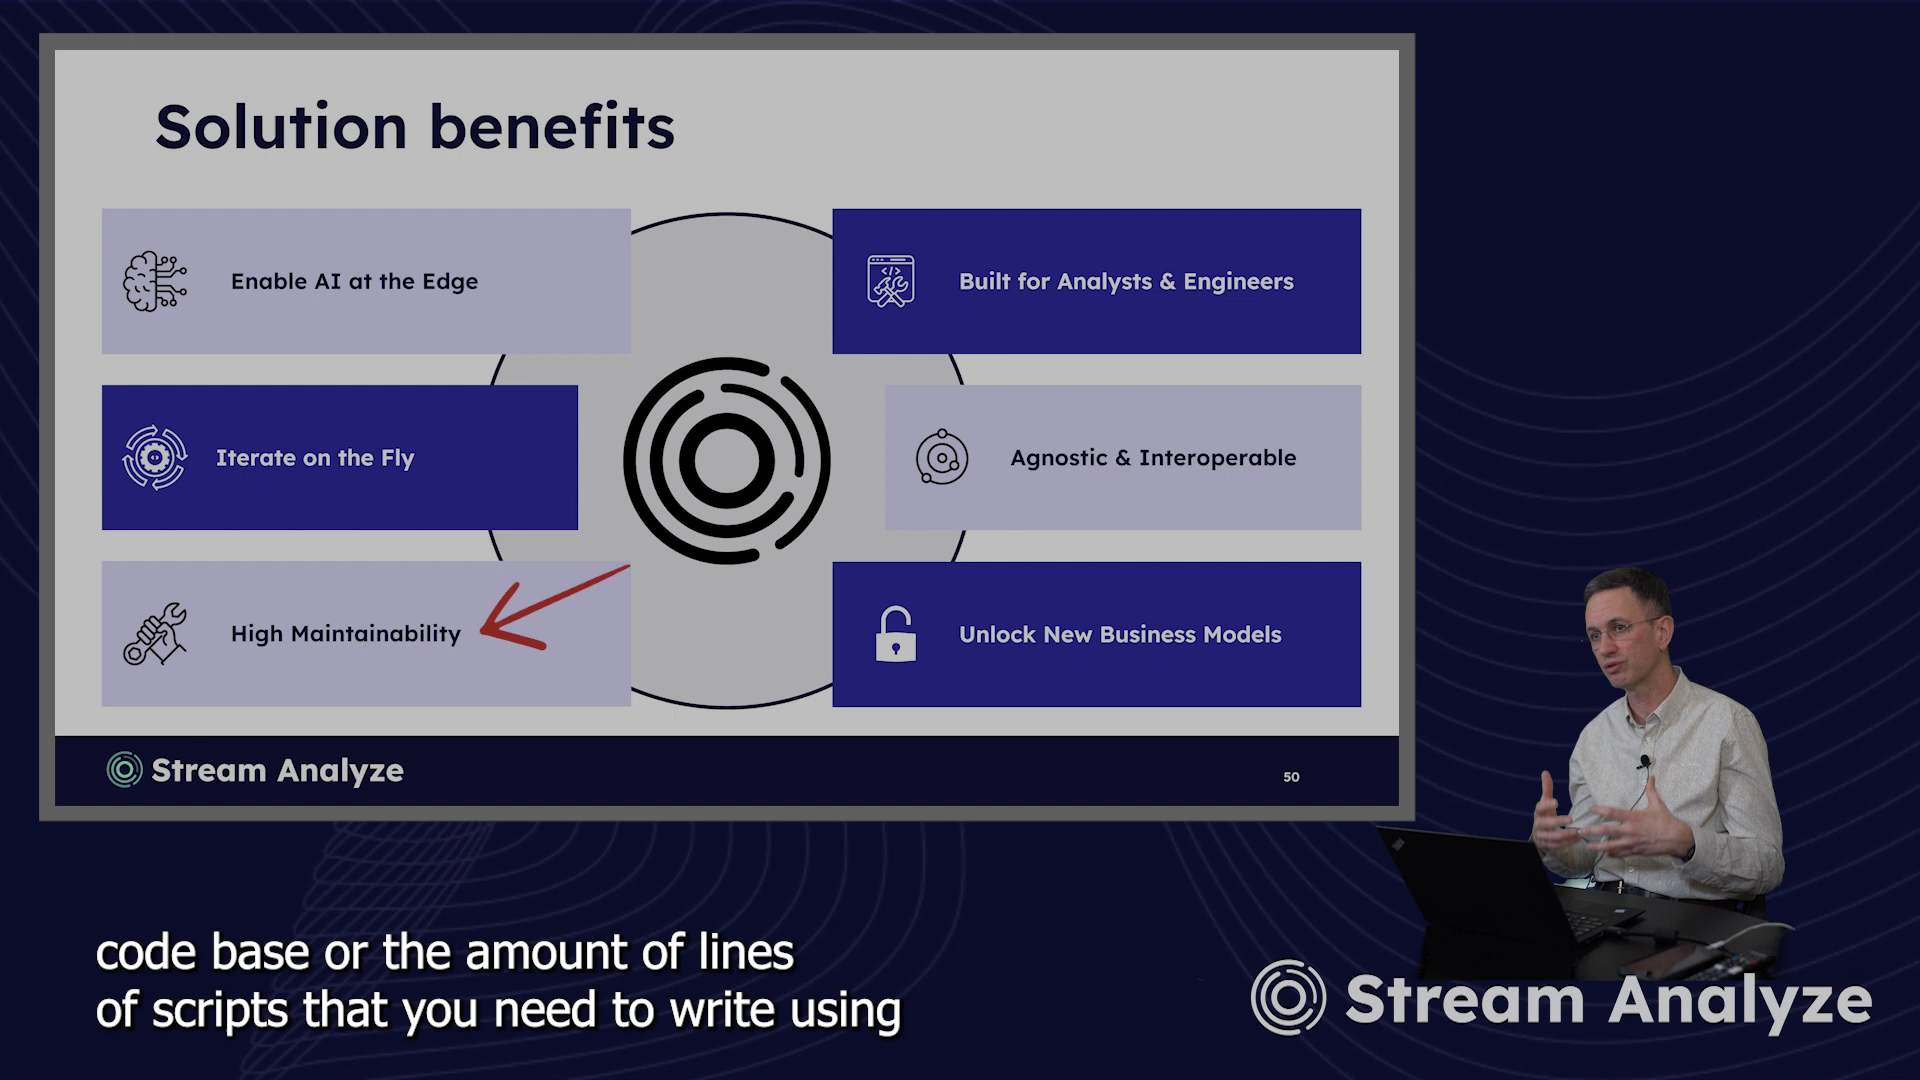 Solution benefits
Enable AI at the Edge
Built for Analysts & Engineers
Iterate on the Fly
Agnostic & Interoperable
High Maintainability
Unlock New Business Models
Stream Analyze
50
code base or the amount of lines
of scripts that you need to write using
Stream Analyze